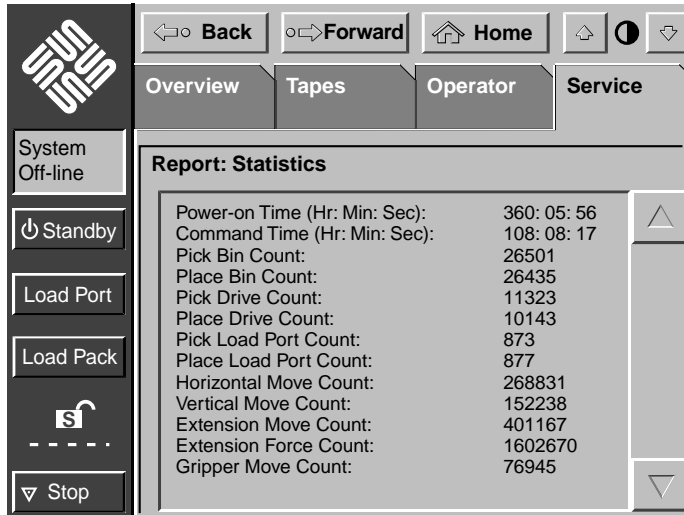 Back Forward Home
Overview Tapes Operator Service
System
Off-line
Standby
Load Port
Load Pack
S
Stop
Report: Statistics
Power-on Time (Hr: Min: Sec): 360: 05: 56
Command Time (Hr: Min: Sec): 108: 08: 17
Pick Bin Count: 26501
Place Bin Count: 26435
Pick Drive Count: 11323
Place Drive Count: 10143
Pick Load Port Count: 873
Place Load Port Count: 877
Horizontal Move Count: 268831
Vertical Move Count: 152238
Extension Move Count: 401167
Extension Force Count: 1602670
Gripper Move Count: 76945